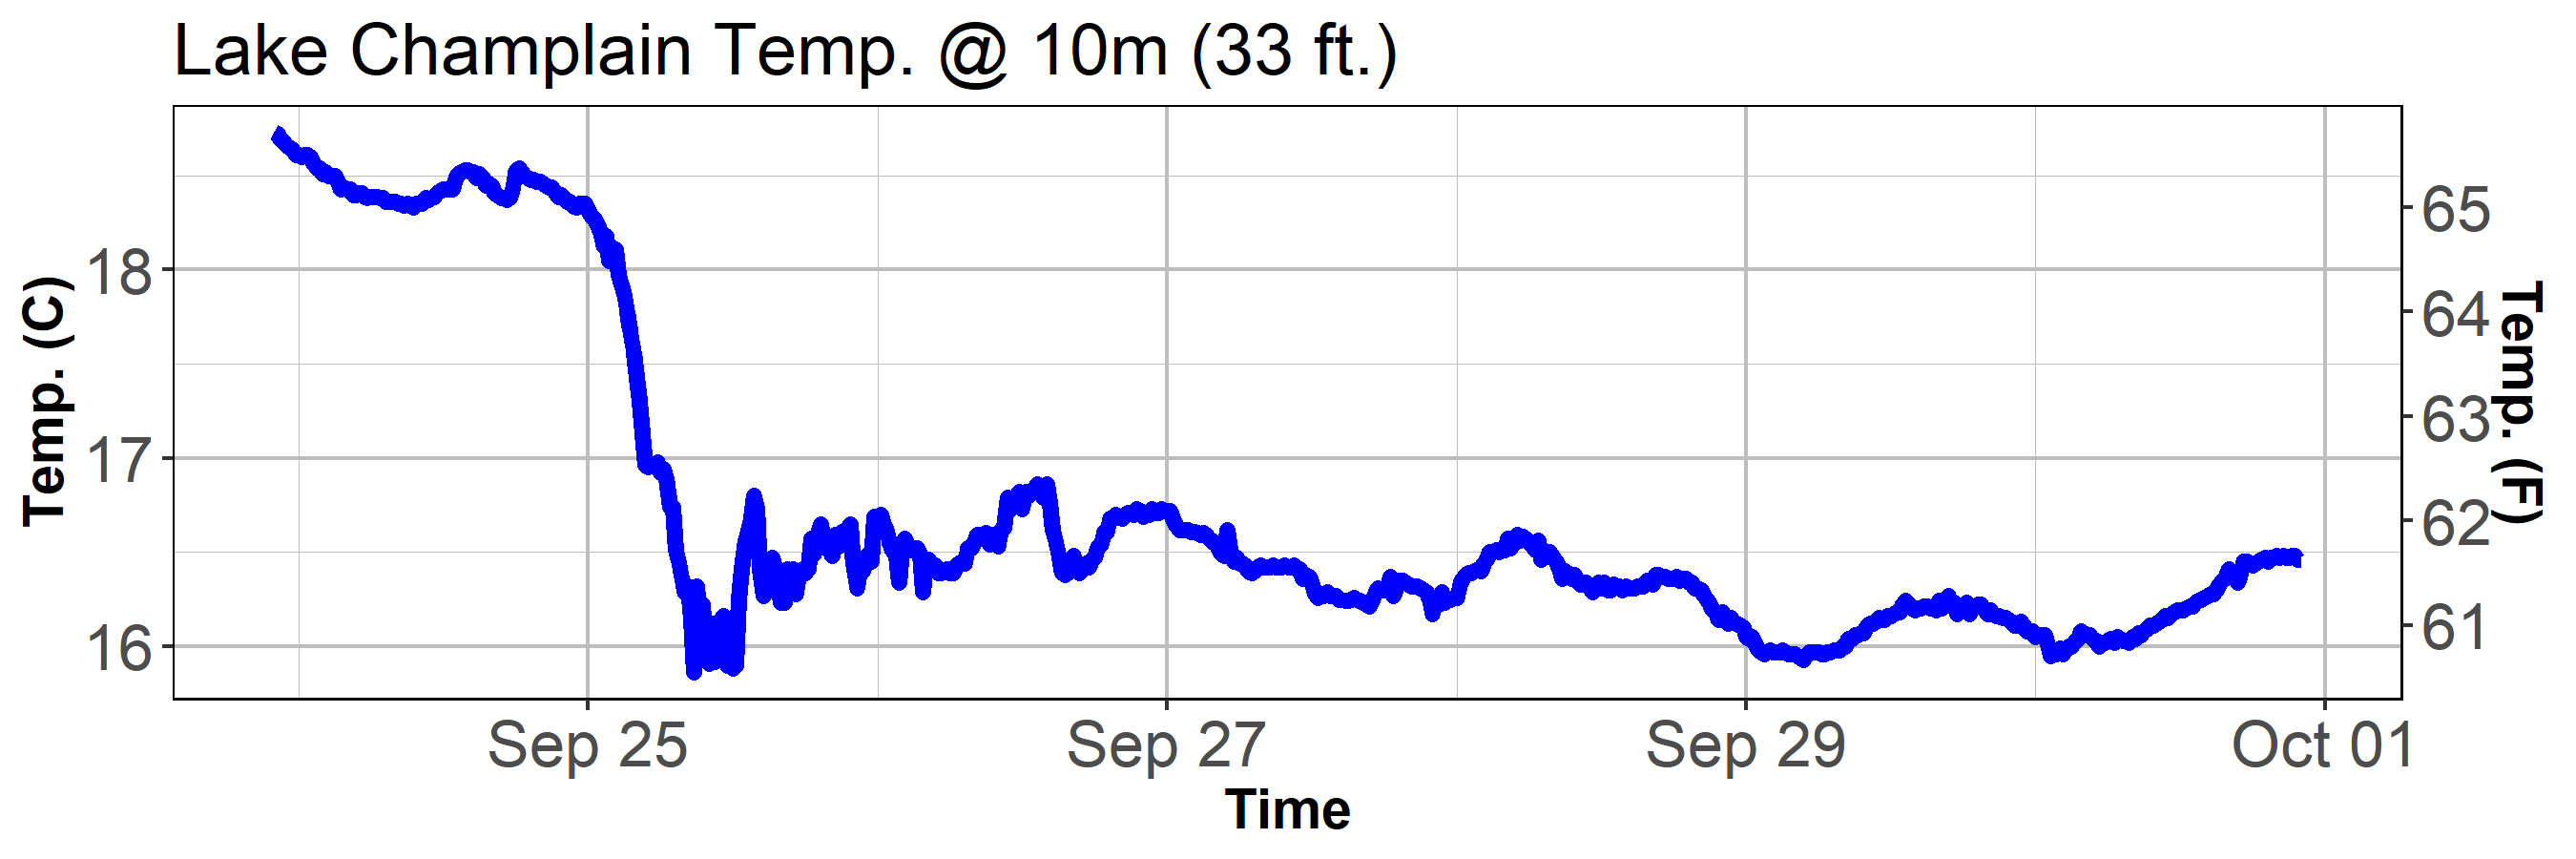 Lake Champlain Temp. @ 10m (33 ft.)
Temp. (C)
18
17
16
65
64
63
62
61
Temp. (F)
Sep 25
Sep 27
Sep 29
Oct 01
Time